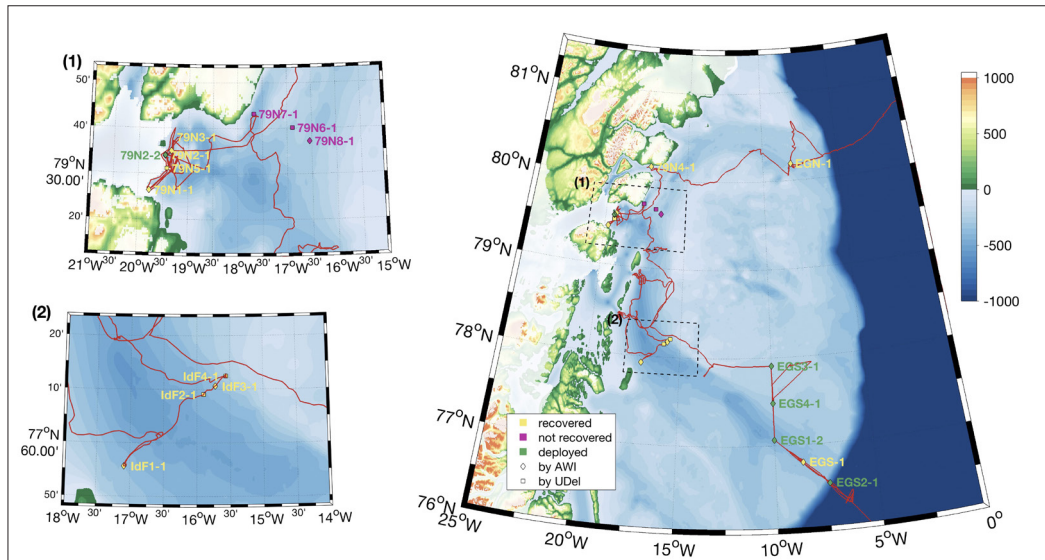 (1)
50'
40'
79°N
30.00'
20'
21°W
30'
20°W
30'
19°W
30'
18°W
30'
17°W
30'
16°W
30'
15°W
79N7-1
79N6-1
79N8-1
79N3-1
79N2-2
79N2-1
79N5-1
79N1-1
(2)
20'
10'
77°N
60.00'
50'
18°W
30'
17°W
30'
16°W
30'
15°W
30'
14°W
IdF4-1
IdF3-1
IdF2-1
IdF1-1
81°N
80°N
79°N
78°N
77°N
76°N
25°W
20°W
15°W
10°W
5°W
0°
79N4-1
EGN-1
(1)
(2)
EGS3-1
EGS4-1
EGS1-2
EGS-1
EGS2-1
recovered
not recovered
deployed
by AWI
by UDel
1000
500
0
-500
-1000